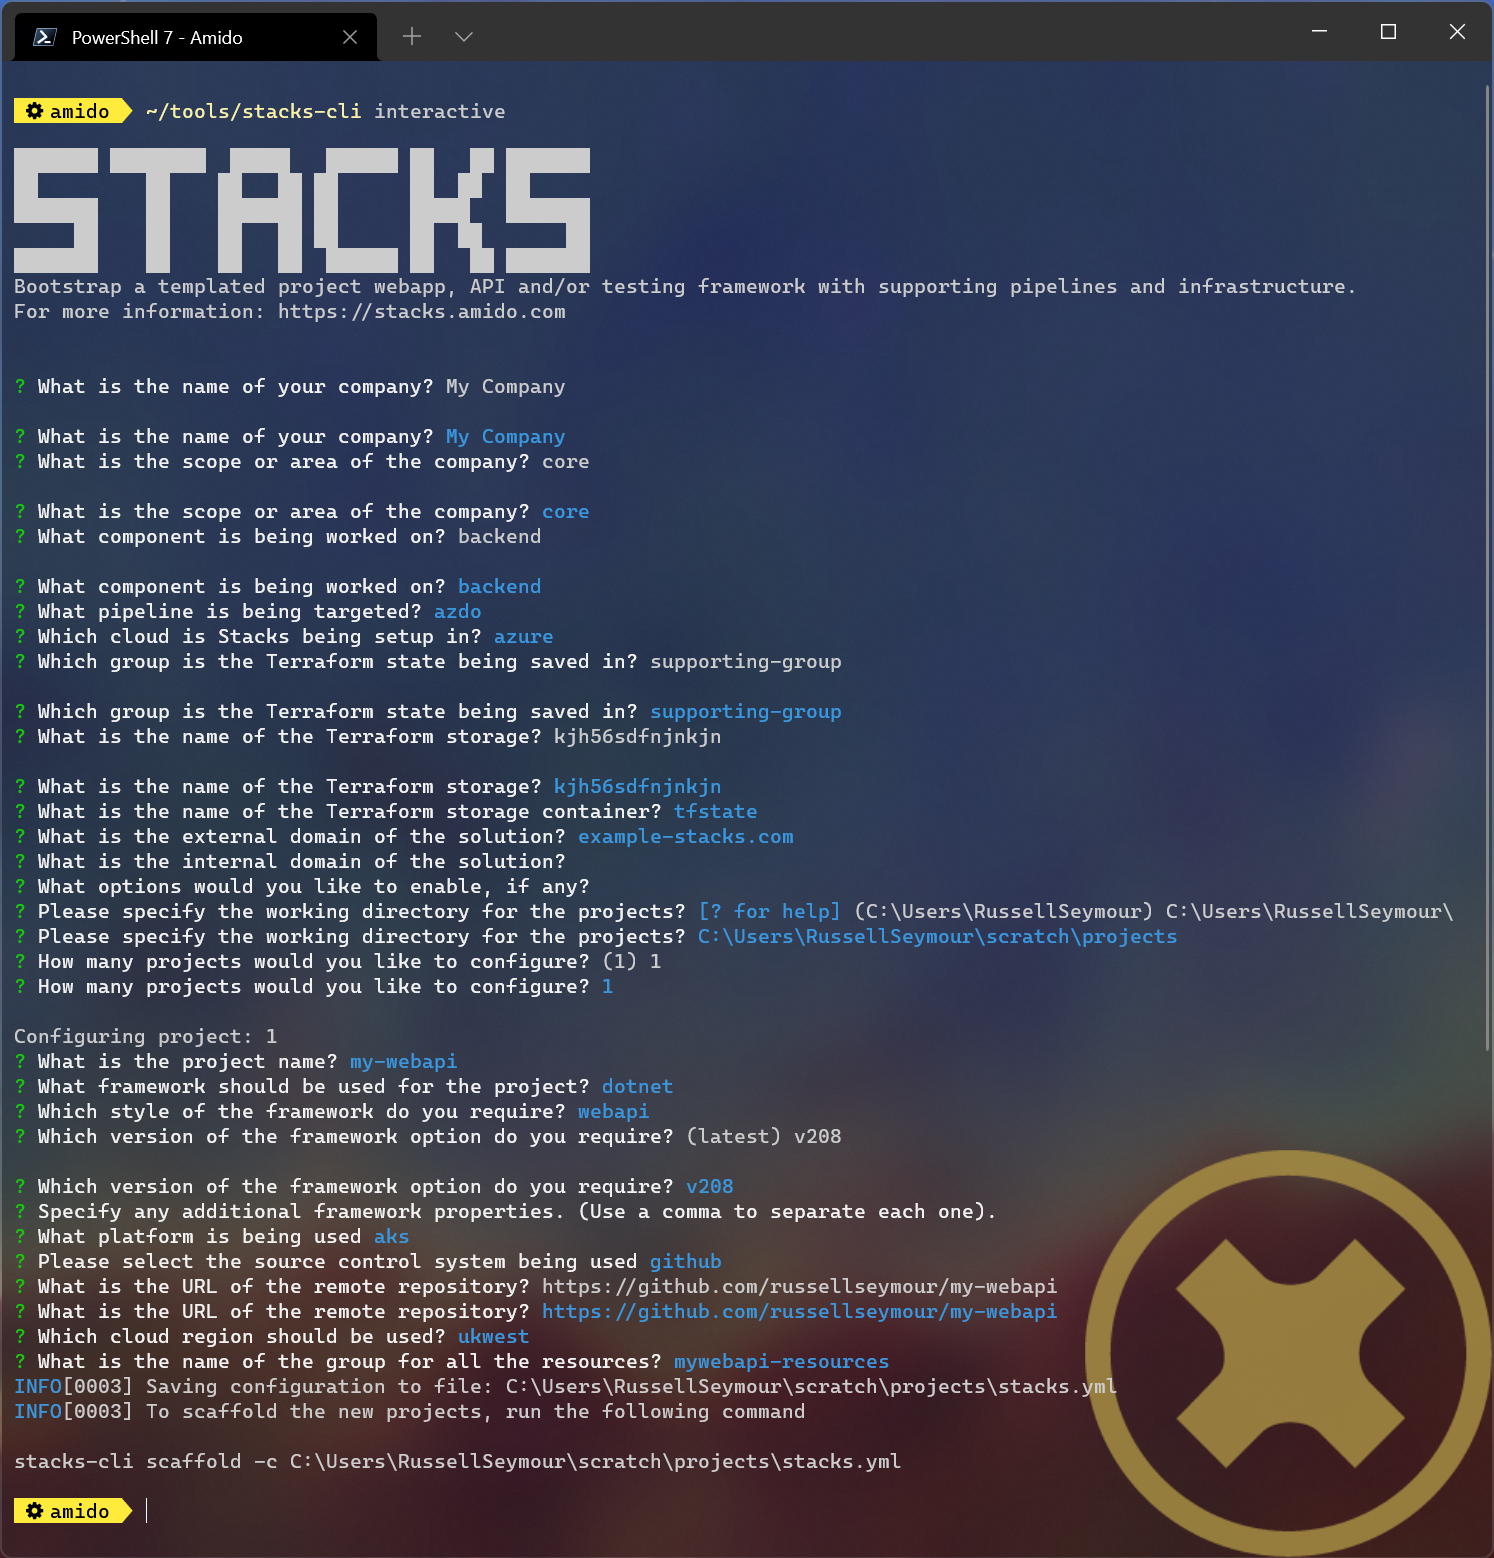 PowerShell 7 - Amido
amido ~/tools/stacks-cli interactive
STACKS
Bootstrap a templated project webapp, API and/or testing framework with supporting pipelines and infrastructure.
For more information: https://stacks.amido.com
? What is the name of your company? My Company
? What is the name of your company? My Company
? What is the scope or area of the company? core
? What is the scope or area of the company? core
? What component is being worked on? backend
? What component is being worked on? backend
? What pipeline is being targeted? azdo
? Which cloud is Stacks being setup in? azure
? Which group is the Terraform state being saved in? supporting-group
? Which group is the Terraform state being saved in? supporting-group
? What is the name of the Terraform storage? kjh56sdfnjnkjn
? What is the name of the Terraform storage? kjh56sdfnjnkjn
? What is the name of the Terraform storage container? tfstate
? What is the external domain of the solution? example-stacks.com
? What is the internal domain of the solution?
? What options would you like to enable, if any?
? Please specify the working directory for the projects? [? for help] (C:\Users\RussellSeymour) C:\Users\RussellSeymour\
? Please specify the working directory for the projects? C:\Users\RussellSeymour\scratch\projects
? How many projects would you like to configure? (1) 1
? How many projects would you like to configure? 1
Configuring project: 1
? What is the project name? my-webapi
? What framework should be used for the project? dotnet
? Which style of the framework do you require? webapi
? Which version of the framework option do you require? (latest) v208
? Which version of the framework option do you require? v208
? Specify any additional framework properties. (Use a comma to separate each one).
? What platform is being used aks
? Please select the source control system being used github
? What is the URL of the remote repository? https://github.com/russellseymour/my-webapi
? What is the URL of the remote repository? https://github.com/russellseymour/my-webapi
? Which cloud region should be used? ukwest
? What is the name of the group for all the resources? mywebapi-resources
INFO[0003] Saving configuration to file: C:\Users\RussellSeymour\scratch\projects\stacks.yml
INFO[0003] To scaffold the new projects, run the following command
stacks-cli scaffold -c C:\Users\RussellSeymour\scratch\projects\stacks.yml
amido